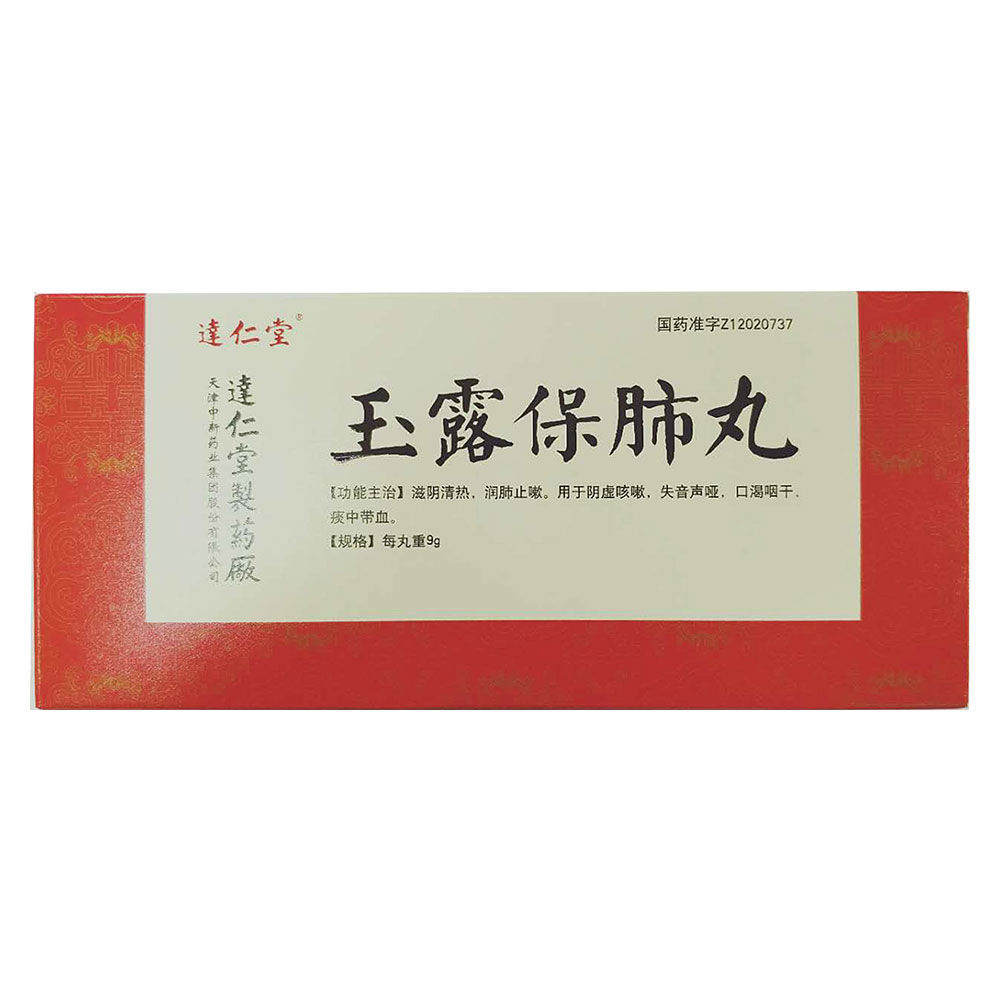 達仁堂®
国药准字Z12020737
天津中新药业集团股份有限公司
達仁堂製药廠
玉露保肺丸
【功能主治】滋阴清热，润肺止嗽。用于阴虚咳嗽，失音声哑，口渴咽干，
痰中带血。
【规格】每丸重9g